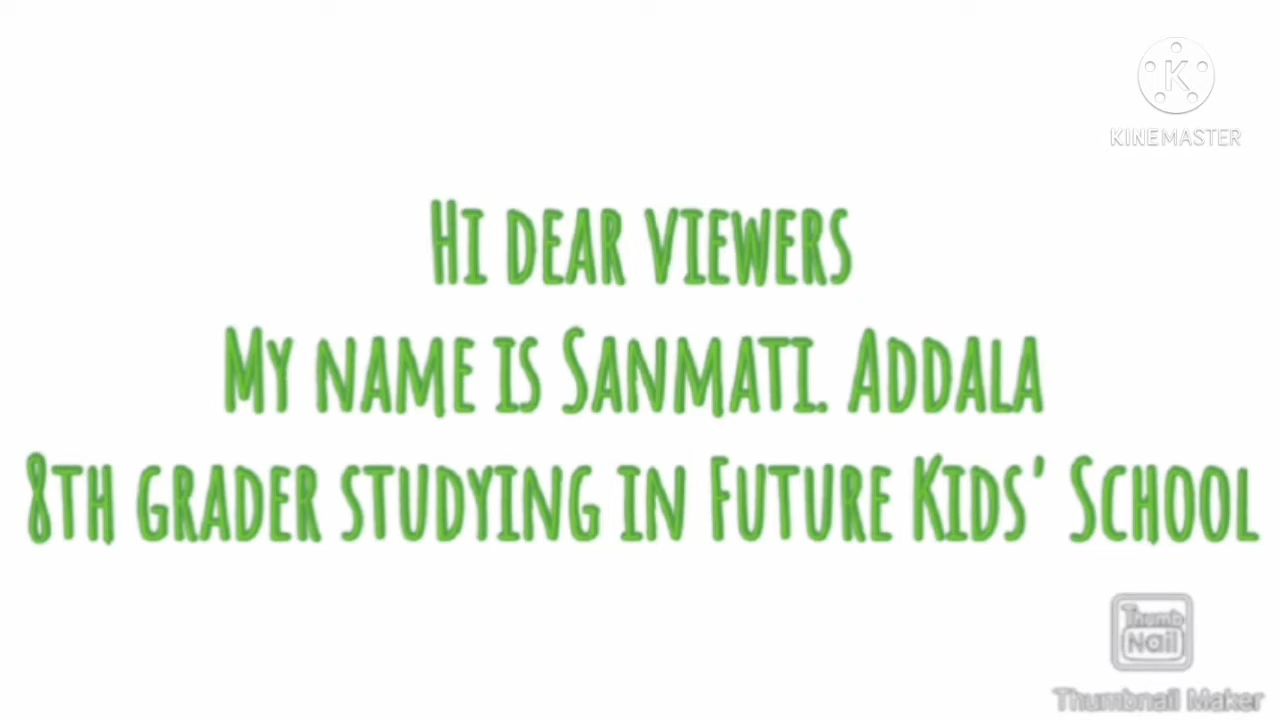 KINEMASTER
Hi dear viewers
My name is Sanmati. Addala
8th grader studying in Future Kids' School
Thumb
Nail
Thumbnail Maker